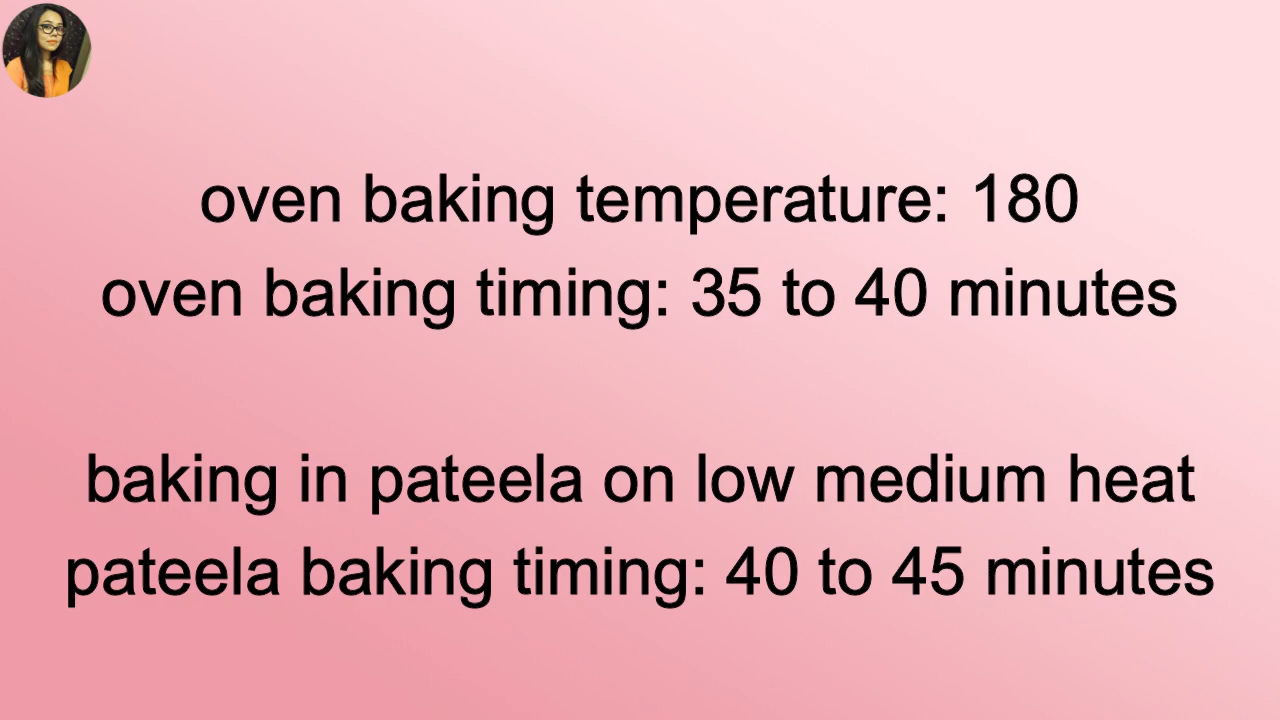 oven baking temperature: 180
oven baking timing: 35 to 40 minutes
baking in pateela on low medium heat
pateela baking timing: 40 to 45 minutes